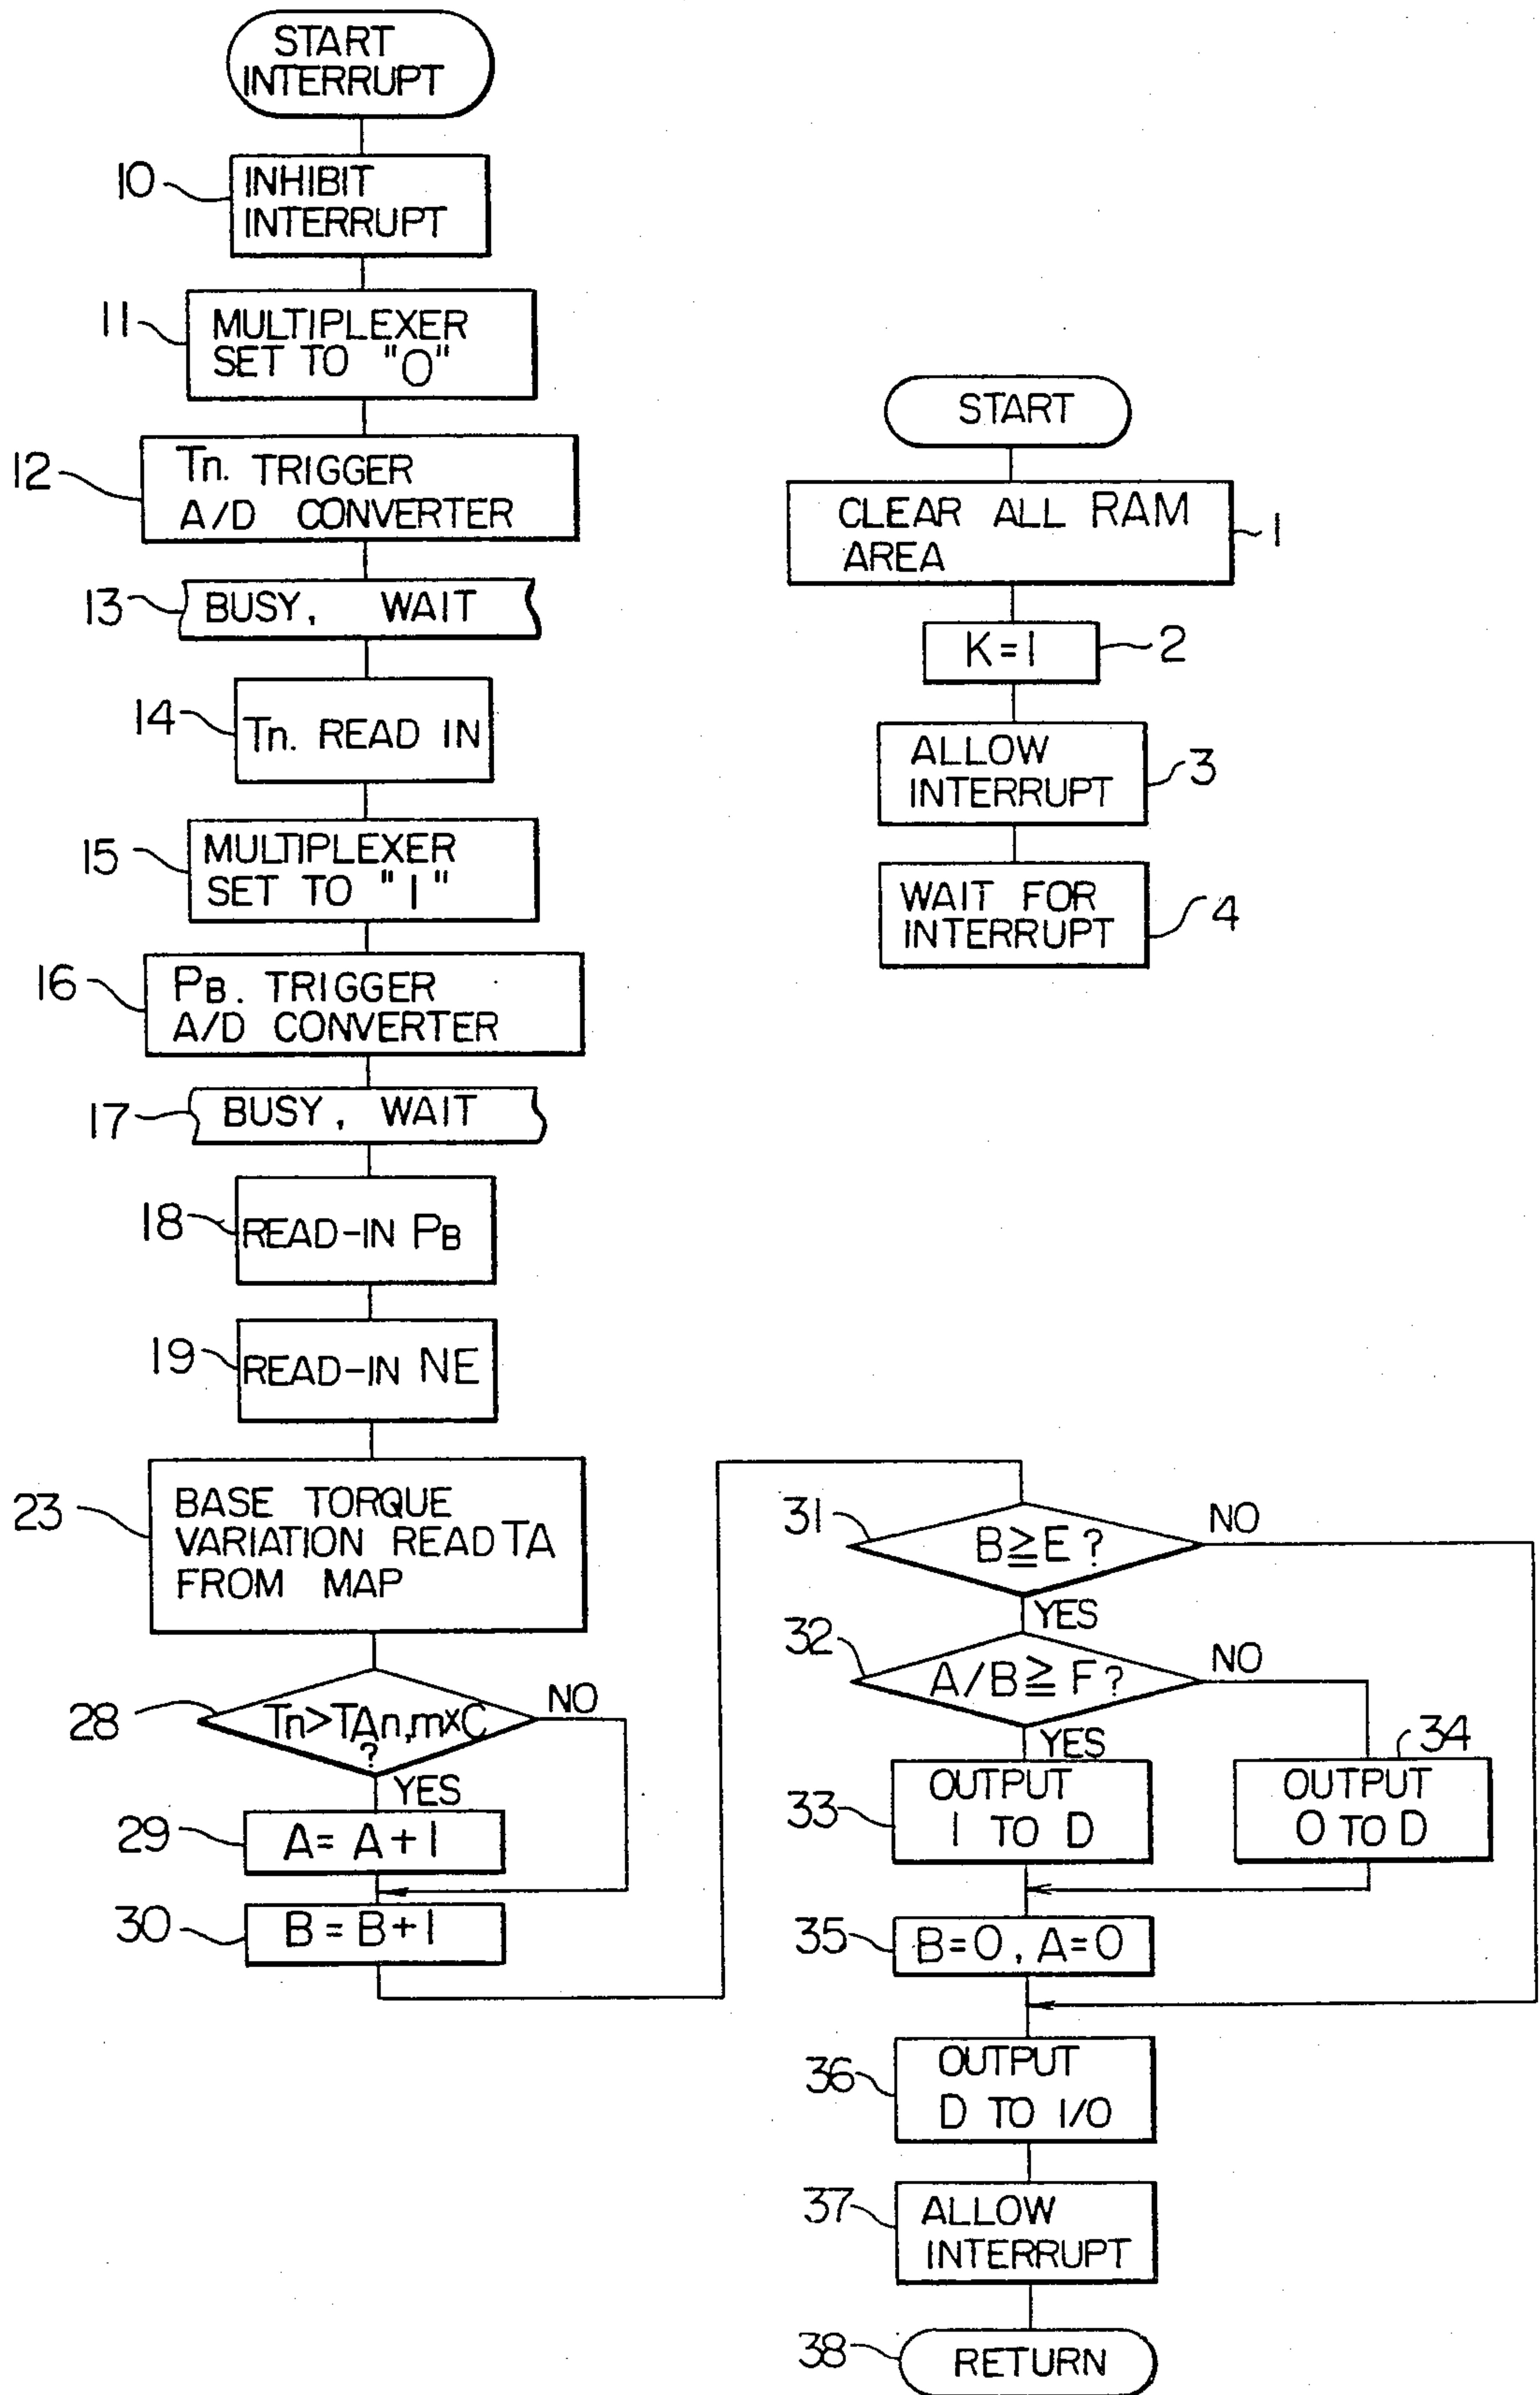 START
INTERRUPT
10
INHIBIT
INTERRUPT
11
MULTIPLEXER
SET TO "0"
12
Tn. TRIGGER
A/D CONVERTER
13
BUSY, WAIT
14
Tn. READ IN
15
MULTIPLEXER
SET TO "1"
16
PB. TRIGGER
A/D CONVERTER
17
BUSY, WAIT
18
READ-IN PB
19
READ-IN NE
23
BASE TORQUE
VARIATION READ TA
FROM MAP
28
Tn>TAn,m×C
?
NO
YES
29
A=A+1
30
B=B+1
START
CLEAR ALL RAM
AREA
1
K=1
2
ALLOW
INTERRUPT
3
WAIT FOR
INTERRUPT
4
31
B≧E?
NO
YES
32
A/B≧F?
NO
YES
33
OUTPUT
1 TO D
34
OUTPUT
0 TO D
35
B=0, A=0
36
OUTPUT
D TO I/O
37
ALLOW
INTERRUPT
38
RETURN